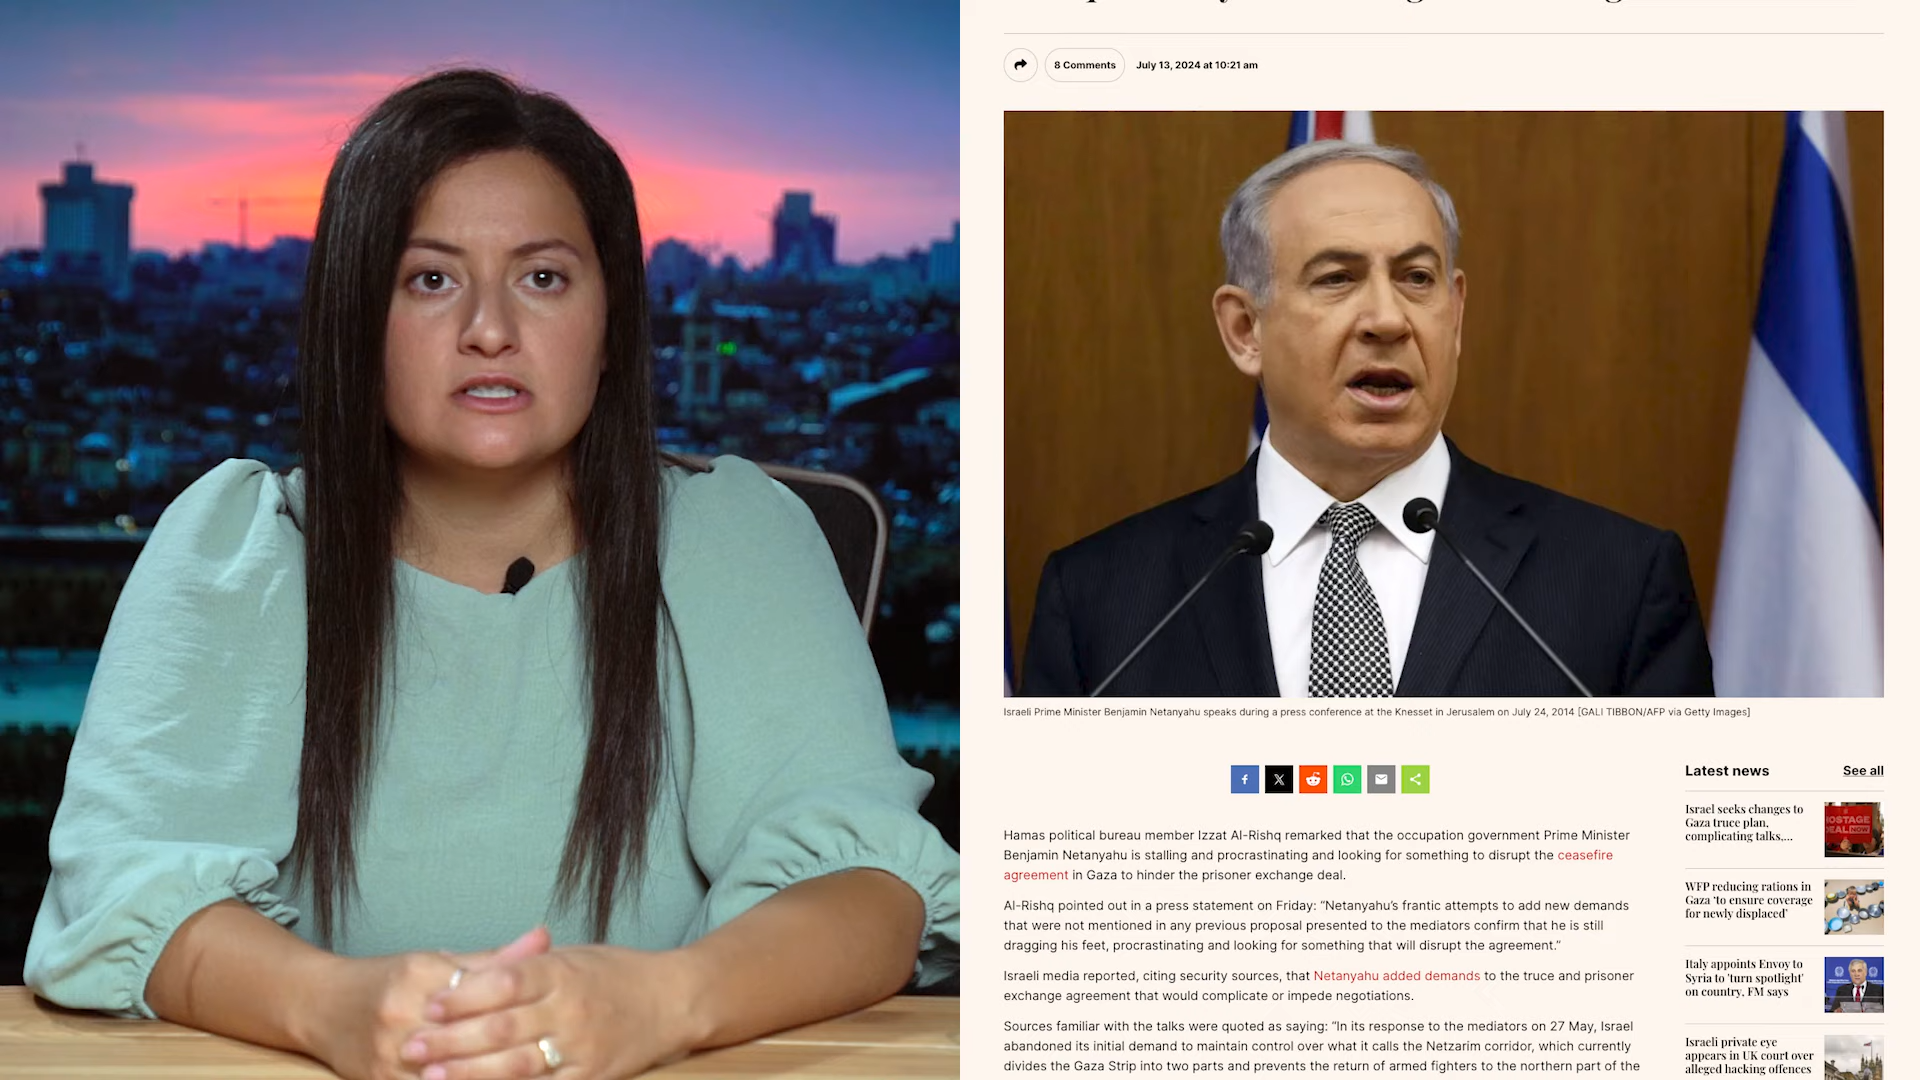 8 Comments
July 13, 2024 at 10:21 am
Israeli Prime Minister Benjamin Netanyahu speaks during a press conference at the Knesset in Jerusalem on July 24, 2014 [GALI TIBBON/AFP via Getty Images]
Hamas political bureau member Izzat Al-Rishq remarked that the occupation government Prime Minister
Benjamin Netanyahu is stalling and procrastinating and looking for something to disrupt the ceasefire
agreement in Gaza to hinder the prisoner exchange deal.
Al-Rishq pointed out in a press statement on Friday: “Netanyahu’s frantic attempts to add new demands
that were not mentioned in any previous proposal presented to the mediators confirm that he is still
dragging his feet, procrastinating and looking for something that will disrupt the agreement.”
Israeli media reported, citing security sources, that Netanyahu added demands to the truce and prisoner
exchange agreement that would complicate or impede negotiations.
Sources familiar with the talks were quoted as saying: “In its response to the mediators on 27 May, Israel
abandoned its initial demand to maintain control over what it calls the Netzarim corridor, which currently
divides the Gaza Strip into two parts and prevents the return of armed fighters to the northern part of the
Latest news
See all
Israel seeks changes to
Gaza truce plan,
complicating talks,...
HOSTAGE
DEAL NOW
WFP reducing rations in
Gaza ‘to ensure coverage
for newly displaced’
Italy appoints Envoy to
Syria to 'turn spotlight'
on country, FM says
Israeli private eye
appears in UK court over
alleged hacking offences